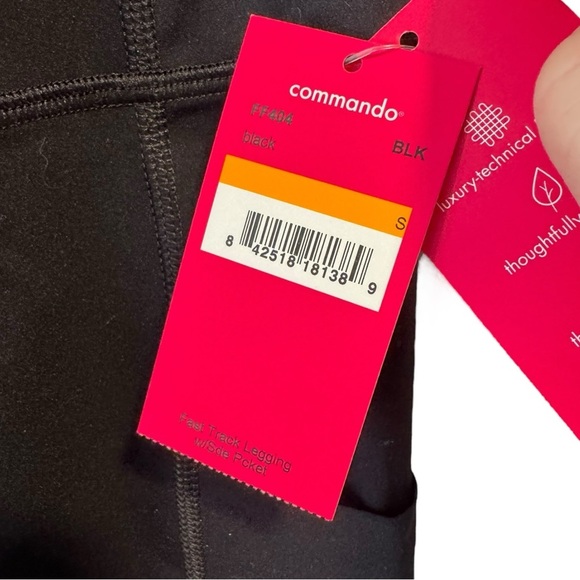 commando®
black BLK
S
8 42518 18138 9
Fast Track Legging
w/Side Pocket
luxury-technical
thoughtfully